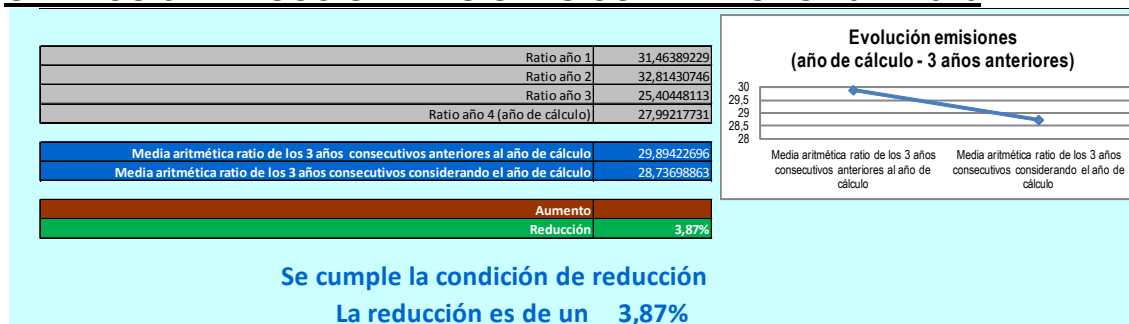 Ratio año 1 31,46389229
Ratio año 2 32,81430746
Ratio año 3 25,40448113
Ratio año 4 (año de cálculo) 27,99217731
Media aritmética ratio de los 3 años consecutivos anteriores al año de cálculo 29,89422696
Media aritmética ratio de los 3 años consecutivos considerando el año de cálculo 28,73698863
Aumento
Reducción 3,87%
Se cumple la condición de reducción
La reducción es de un 3,87%
Evolución emisiones
(año de cálculo - 3 años anteriores)
30
29,5
29
28,5
28
Media aritmética ratio de los 3 años
consecutivos anteriores al año de
cálculo
Media aritmética ratio de los 3 años
consecutivos considerando el año de
cálculo